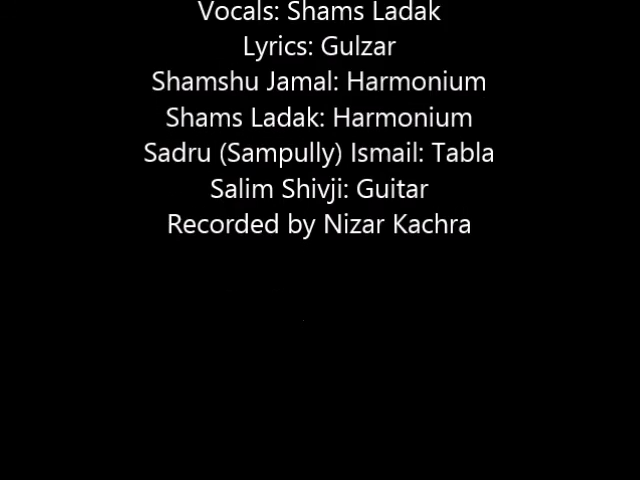 Vocals: Shams Ladak
Lyrics: Gulzar
Shamshu Jamal: Harmonium
Shams Ladak: Harmonium
Sadru (Sampully) Ismail: Tabla
Salim Shivji: Guitar
Recorded by Nizar Kachra